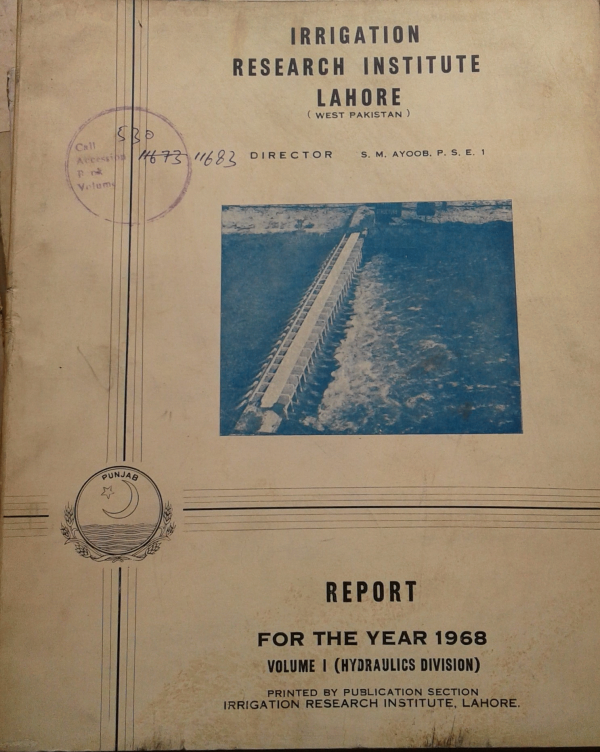 IRRIGATION
RESEARCH INSTITUTE
LAHORE
( WEST PAKISTAN )
530
Call
Accession
11673 11683
Volume
DIRECTOR S. M. AYOOB, P. S. E. 1
PUNJAB
REPORT
FOR THE YEAR 1968
VOLUME I (HYDRAULICS DIVISION)
PRINTED BY PUBLICATION SECTION
IRRIGATION RESEARCH INSTITUTE, LAHORE.